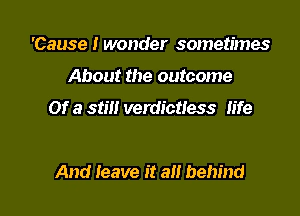 'Cause I wonder sometimes
About the outcome
Of a still verdictless life
And leave it all behind